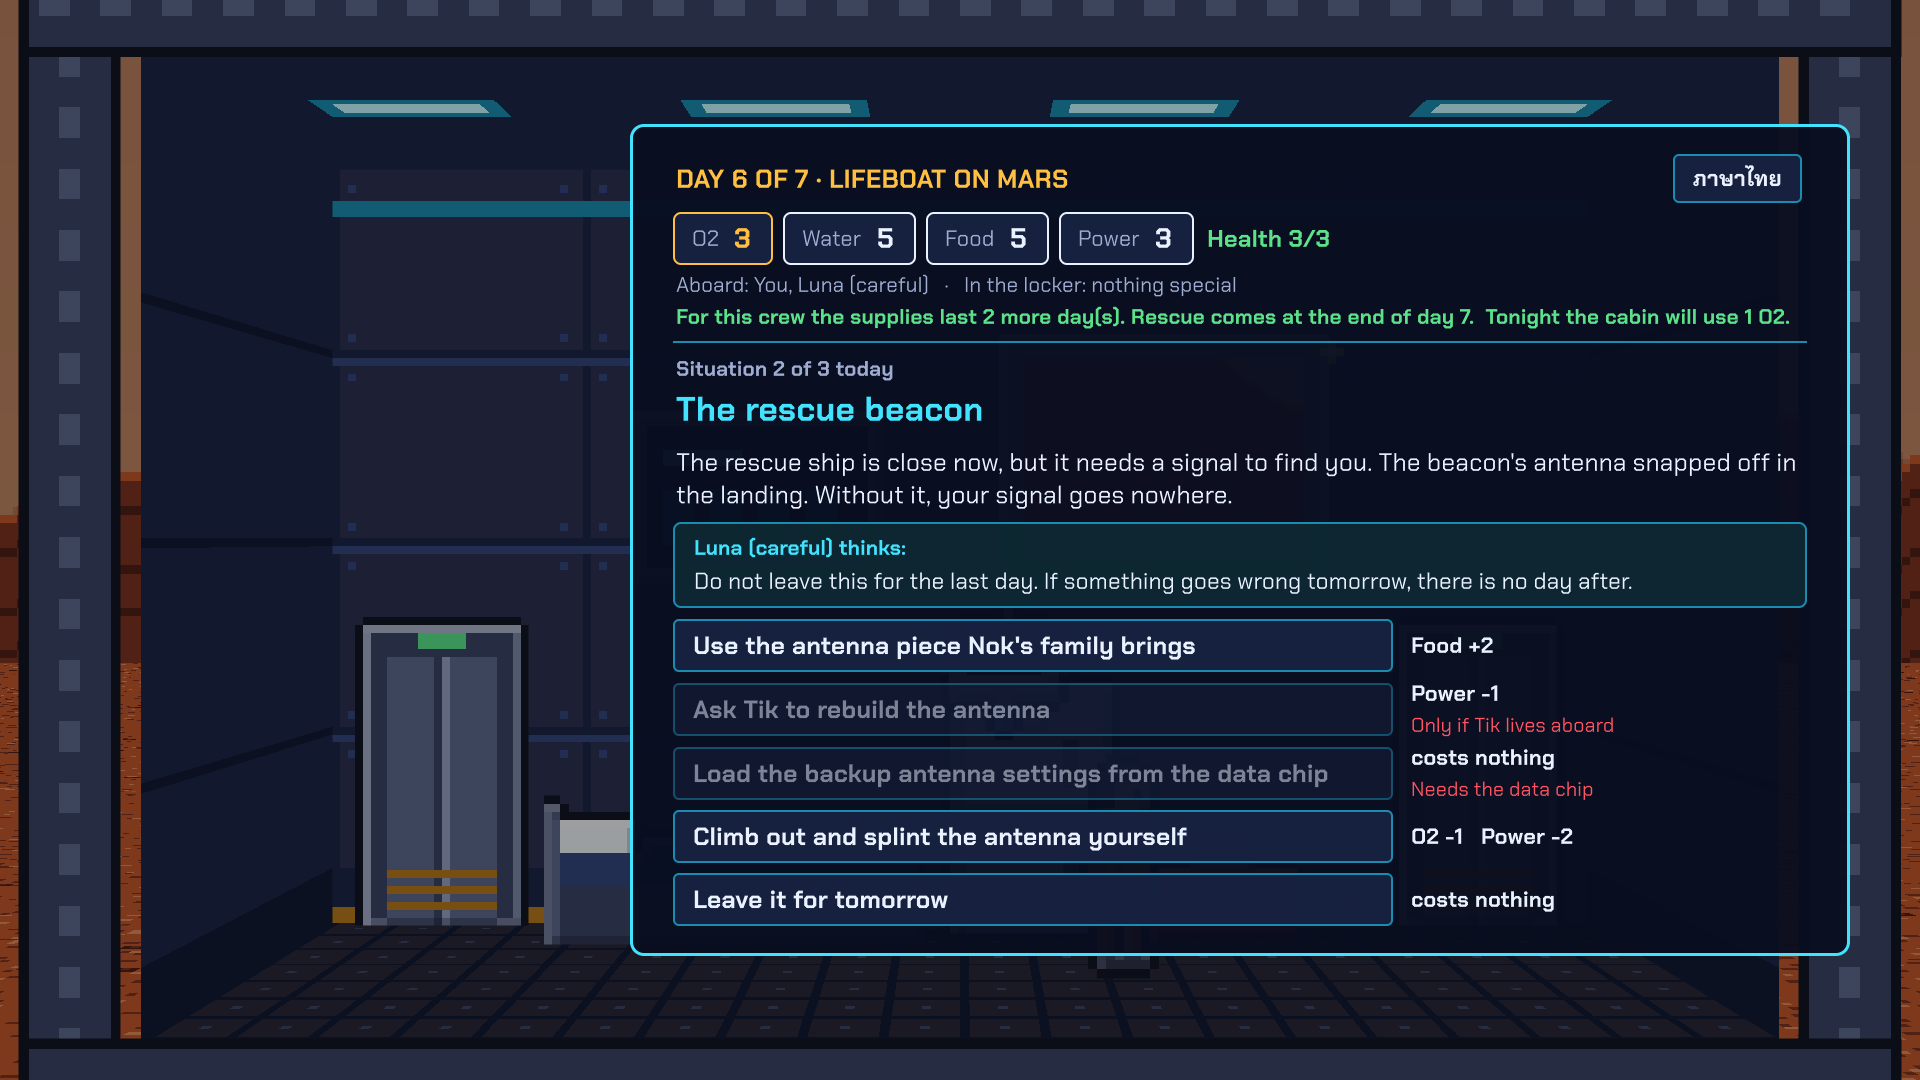 DAY 6 OF 7 · LIFEBOAT ON MARS
ภาษาไทย
O2 3 Water 5 Food 5 Power 3 Health 3/3
Aboard: You, Luna (careful) · In the locker: nothing special
For this crew the supplies last 2 more day(s). Rescue comes at the end of day 7. Tonight the cabin will use 1 O2.
Situation 2 of 3 today
The rescue beacon
The rescue ship is close now, but it needs a signal to find you. The beacon's antenna snapped off in
the landing. Without it, your signal goes nowhere.
Luna (careful) thinks:
Do not leave this for the last day. If something goes wrong tomorrow, there is no day after.
Use the antenna piece Nok's family brings
Food +2
Ask Tik to rebuild the antenna
Power -1
Only if Tik lives aboard
Load the backup antenna settings from the data chip
costs nothing
Needs the data chip
Climb out and splint the antenna yourself
O2 -1 Power -2
Leave it for tomorrow
costs nothing